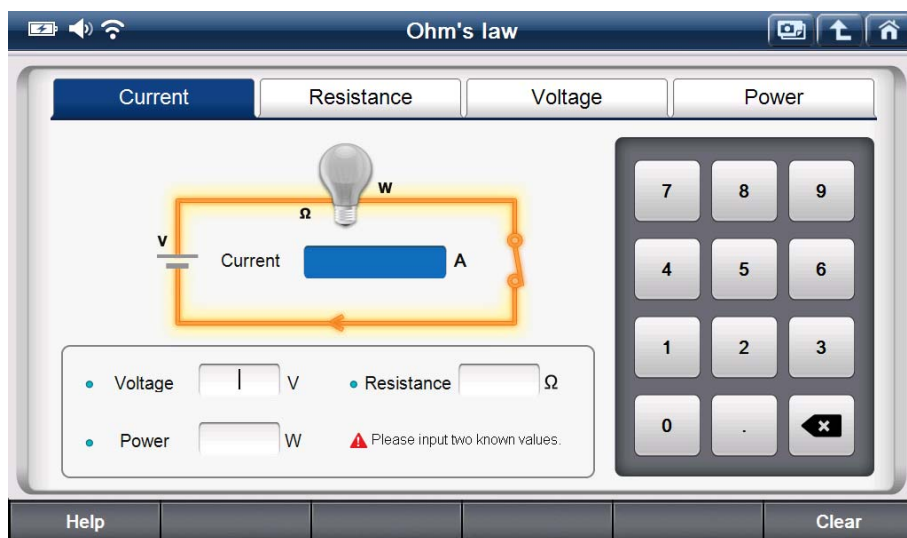 Ohm's law
Current Resistance Voltage Power
W
Ω
V
Current A
7 8 9
4 5 6
1 2 3
0 .
Voltage V Resistance Ω
Power W Please input two known values.
Help Clear